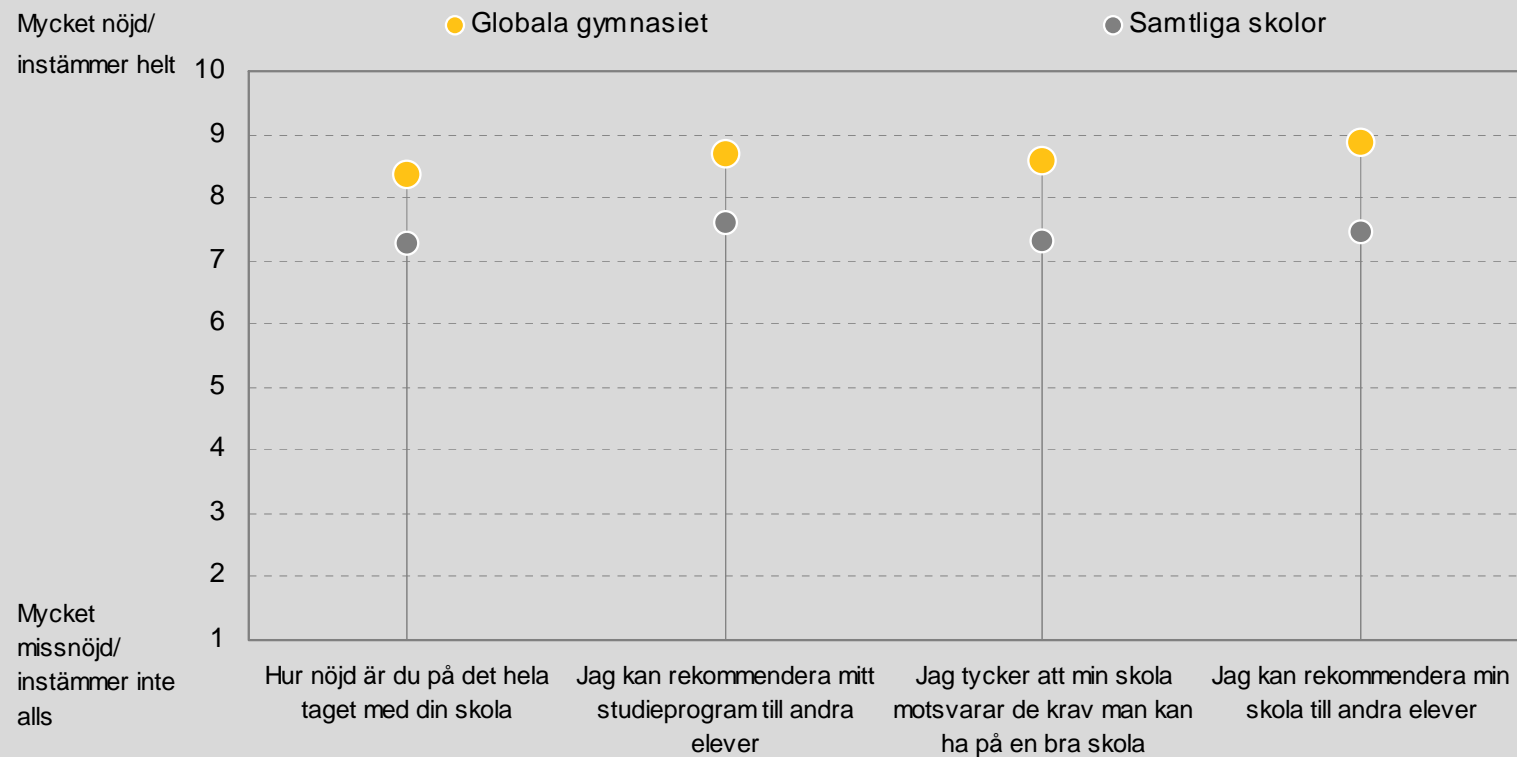 Mycket nöjd/
instämmer helt
Globala gymnasiet
Samtliga skolor
10
9
8
7
6
5
4
3
2
1
Mycket
missnöjd/
instämmer inte
alls
Hur nöjd är du på det hela
taget med din skola
Jag kan rekommendera mitt
studieprogram till andra
elever
Jag tycker att min skola
motsvarar de krav man kan
ha på en bra skola
Jag kan rekommendera min
skola till andra elever